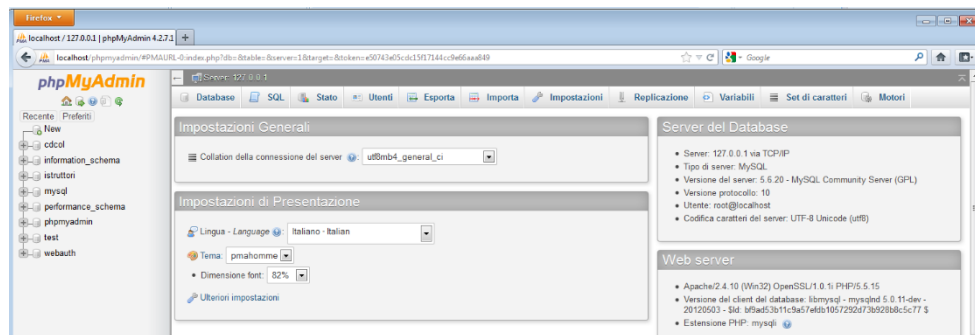 Firefox
localhost / 127.0.0.1 | phpMyAdmin 4.2.7.1
localhost/phpmyadmin/#PMAURL-0:index.php?db=&table=&server=1&target=&token=e50743e05cdc15f17144cc9e66aaa849
Google
phpMyAdmin
Recente Preferiti
New
cdcol
information_schema
istruttori
mysql
performance_schema
phpmyadmin
test
webauth
Server: 127.0.0.1
Database SQL Stato Utenti Esporta Importa Impostazioni Replicazione Variabili Set di caratteri Motori
Impostazioni Generali
Collation della connessione del server : utf8mb4_general_ci
Impostazioni di Presentazione
Lingua - Language : Italiano - Italian
Tema: pmahomme
• Dimensione font: 82%
Ulteriori impostazioni
Server del Database
• Server: 127.0.0.1 via TCP/IP
• Tipo di server: MySQL
• Versione del server: 5.6.20 - MySQL Community Server (GPL)
• Versione protocollo: 10
• Utente: root@localhost
• Codifica caratteri del server: UTF-8 Unicode (utf8)
Web server
• Apache/2.4.10 (Win32) OpenSSL/1.0.1i PHP/5.5.15
• Versione del client del database: libmysql - mysqlnd 5.0.11-dev -
20120503 - $Id: bf9ad53b11c9a57efdb1057292d73b928b8c5c77 $
• Estensione PHP: mysqli